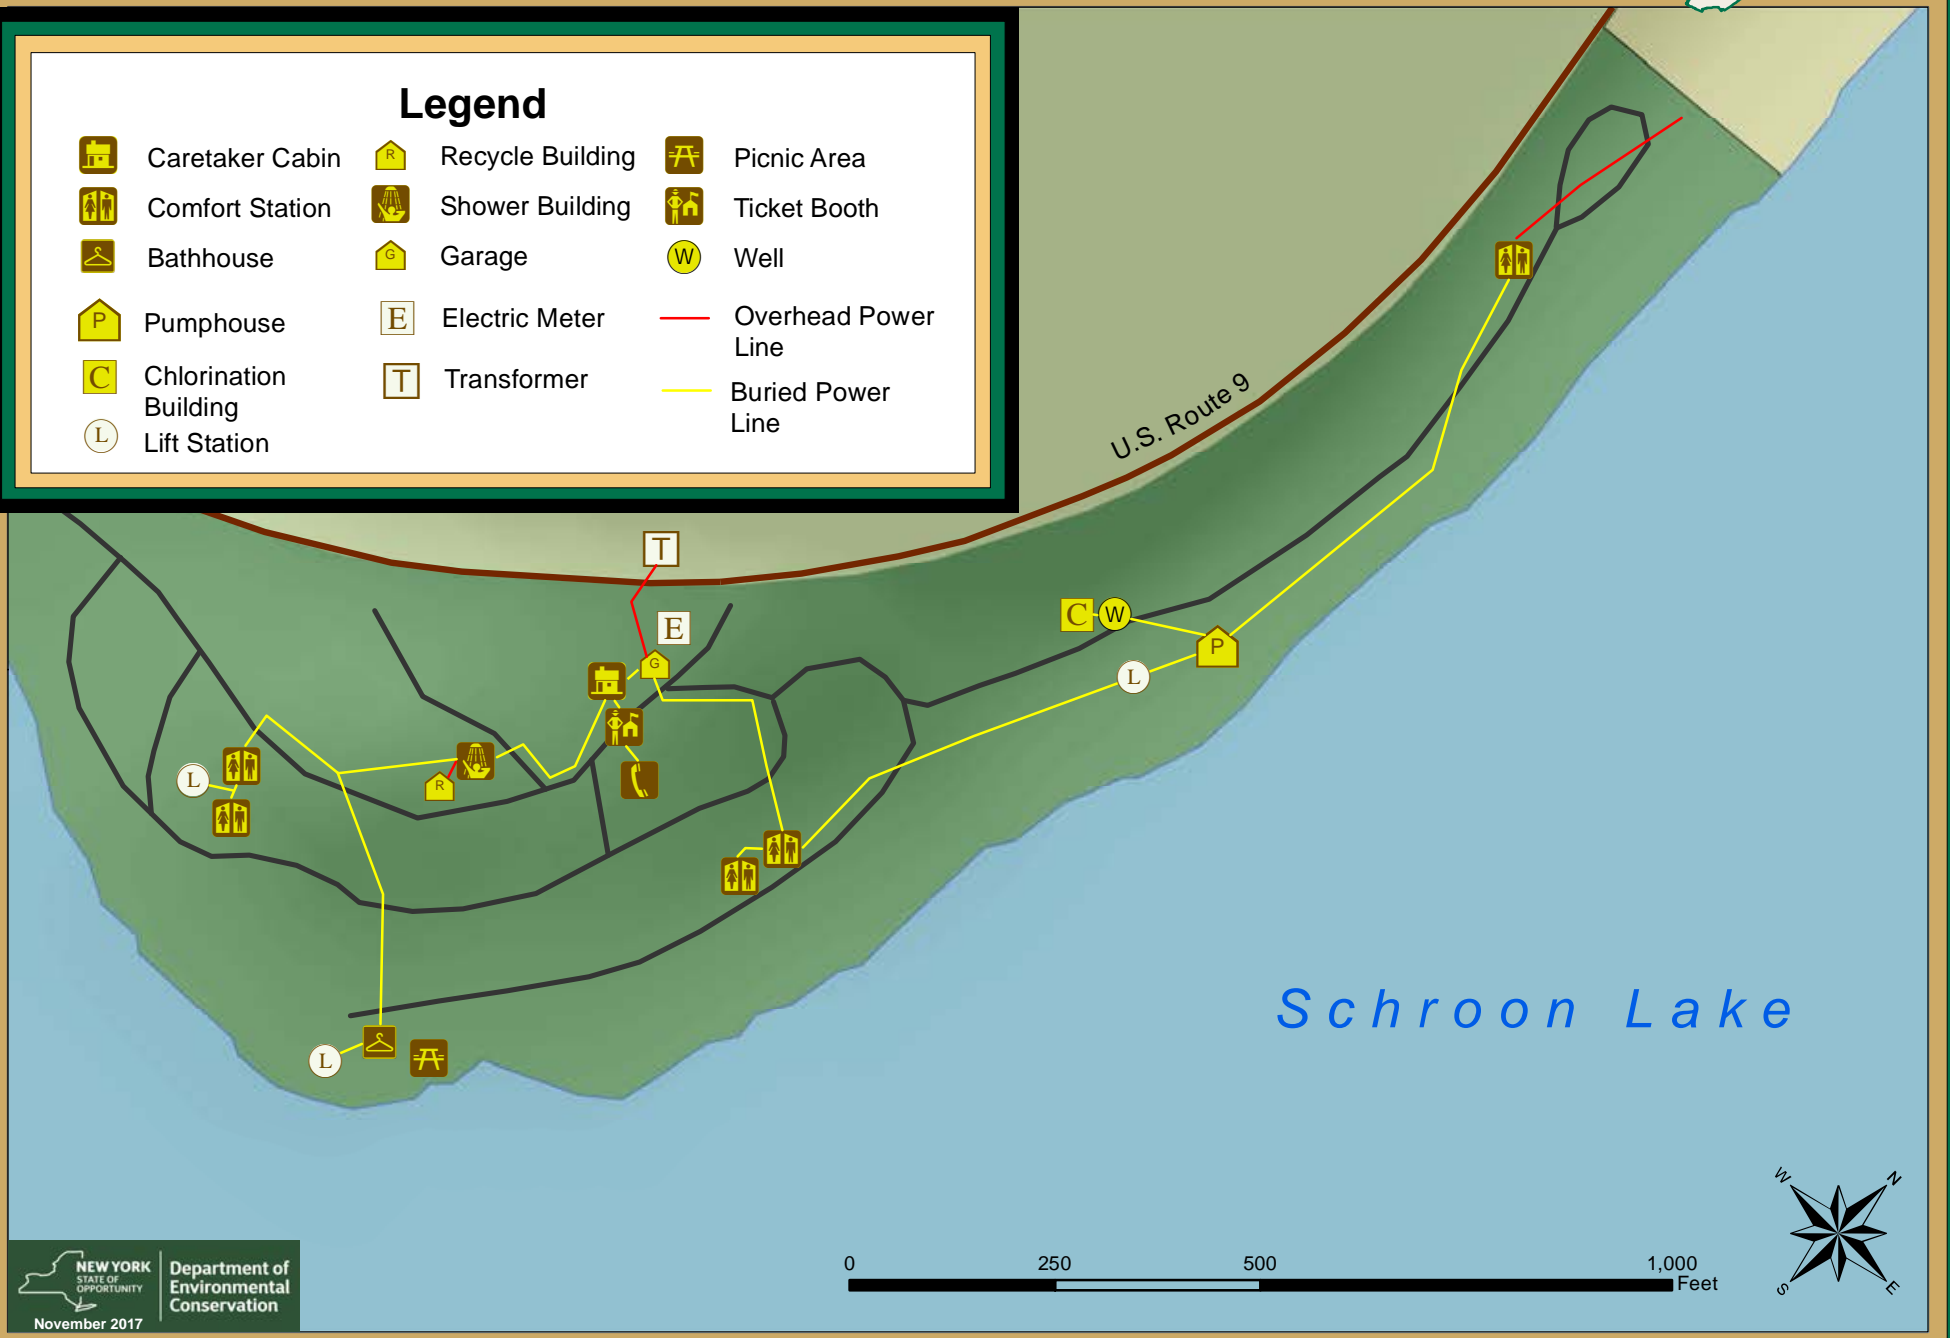 Legend
Caretaker Cabin
Comfort Station
Bathhouse
P
Pumphouse
C
Chlorination
Building
L
Lift Station
R
Recycle Building
Shower Building
G
Garage
E
Electric Meter
T
Transformer
Picnic Area
Ticket Booth
W
Well
Overhead Power
Line
Buried Power
Line
U.S. Route 9
T
E
G
C
W
P
L
L
R
L
Schroon Lake
0
250
500
1,000
Feet
W
N
S
E
NEW YORK
STATE OF
OPPORTUNITY
Department of
Environmental
Conservation
November 2017